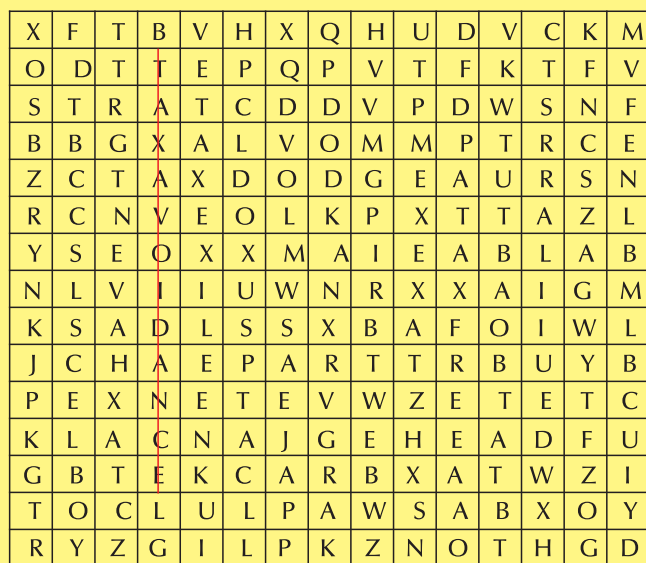 X F T B V H X Q H U D V C K M
O D T T E P Q P V T F K T F V
S T R A T C D D V P D W S N F
B B G X A L V O M M P T R C E
Z C T A X D O D G E A U R S N
R C N V E O L K P X T T A Z L
Y S E O X X M A I E A B L A B
N L V I I U W N R X X A I G M
K S A D L S S X B A F O I W L
J C H A E P A R T T R B U Y B
P E X N E T E V W Z E T E T C
K L A C N A J G E H E A D F U
G B T E K C A R B X A T W Z I
T O C L U L P A W S A B X O Y
R Y Z G I L P K Z N O T H G D